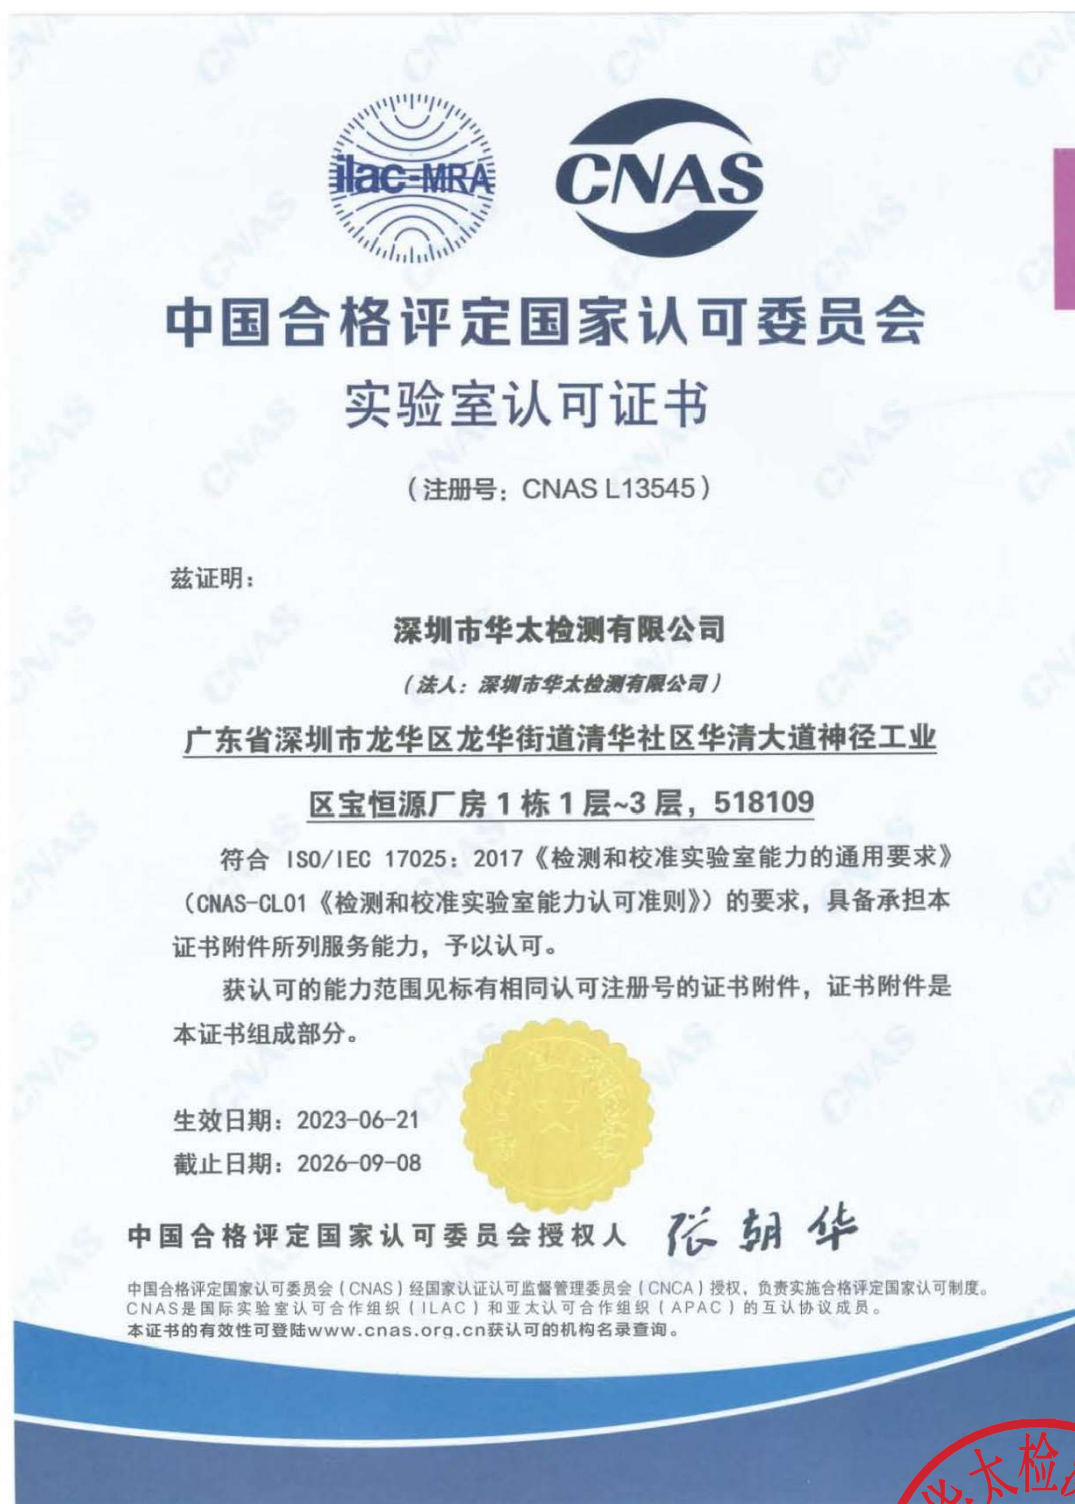 ilac-MRA
CNAS
中国合格评定国家认可委员会
实验室认可证书
（注册号：CNAS L13545）
兹证明：
深圳市华太检测有限公司
（法人：深圳市华太检测有限公司）
广东省深圳市龙华区龙华街道清华社区华清大道神径工业
区宝恒源厂房 1 栋 1 层~3 层，518109
符合 ISO/IEC 17025：2017《检测和校准实验室能力的通用要求》
（CNAS-CL01《检测和校准实验室能力认可准则》）的要求，具备承担本
证书附件所列服务能力，予以认可。
获认可的能力范围见标有相同认可注册号的证书附件，证书附件是
本证书组成部分。
生效日期：2023-06-21
截止日期：2026-09-08
中国合格评定国家认可委员会授权人 张朝华
中国合格评定国家认可委员会（CNAS）经国家认证认可监督管理委员会（CNCA）授权，负责实施合格评定国家认可制度。
CNAS是国际实验室认可合作组织（ILAC）和亚太认可合作组织（APAC）的互认协议成员。
本证书的有效性可登陆www.cnas.org.cn获认可的机构名录查询。
华太检